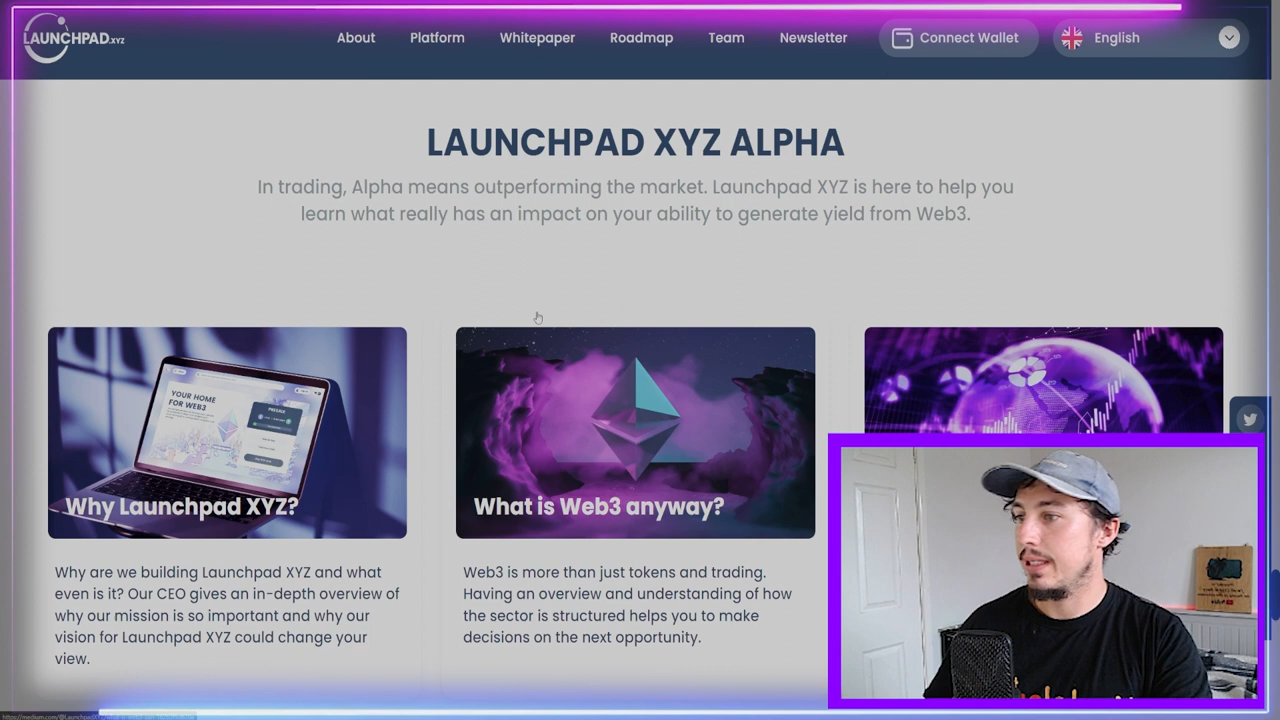 LAUNCHPAD.XYZ
About
Platform
Whitepaper
Roadmap
Team
Newsletter
Connect Wallet
English
LAUNCHPAD XYZ ALPHA
In trading, Alpha means outperforming the market. Launchpad XYZ is here to help you
learn what really has an impact on your ability to generate yield from Web3.
YOUR HOME
FOR WEB3
PRESALE
Why Launchpad XYZ?
What is Web3 anyway?
Why are we building Launchpad XYZ and what
even is it? Our CEO gives an in-depth overview of
why our mission is so important and why our
vision for Launchpad XYZ could change your
view.
Web3 is more than just tokens and trading.
Having an overview and understanding of how
the sector is structured helps you to make
decisions on the next opportunity.